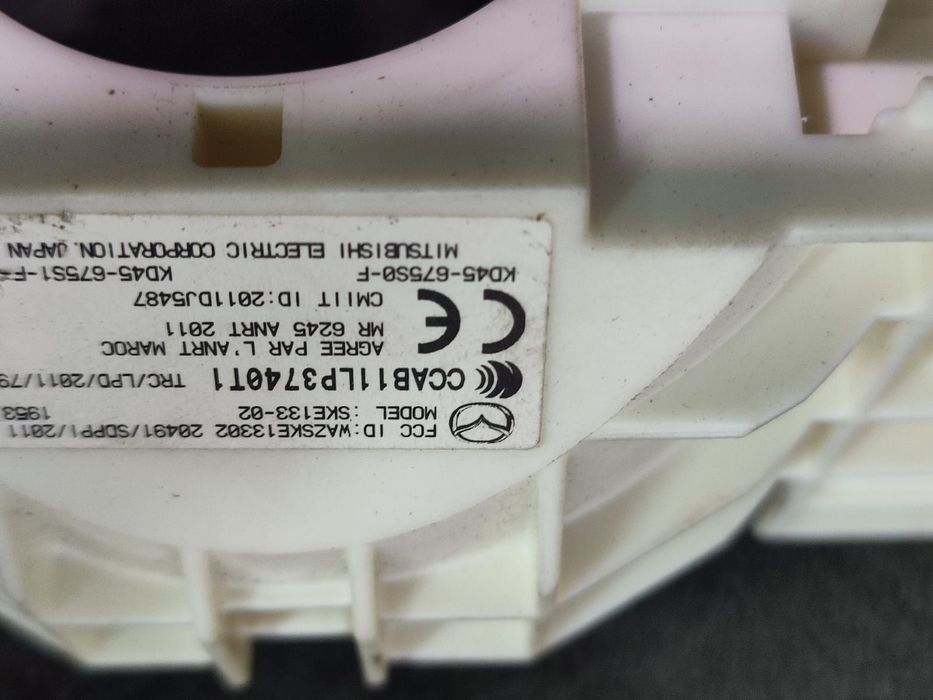 FCC ID:WAZSKE13302 20491/SDPPI/2011
MODEL :SKE133-02 1953
CCAB11LP3740T1 TRC/LPD/2011/79
AGREE PAR L'ANRT MAROC
MR 6245 ANRT 2011
CE CMIIT ID:2011DJ5487
KD45-675S0-F KD45-675S1-F
MITSUBISHI ELECTRIC CORPORATION. JAPAN